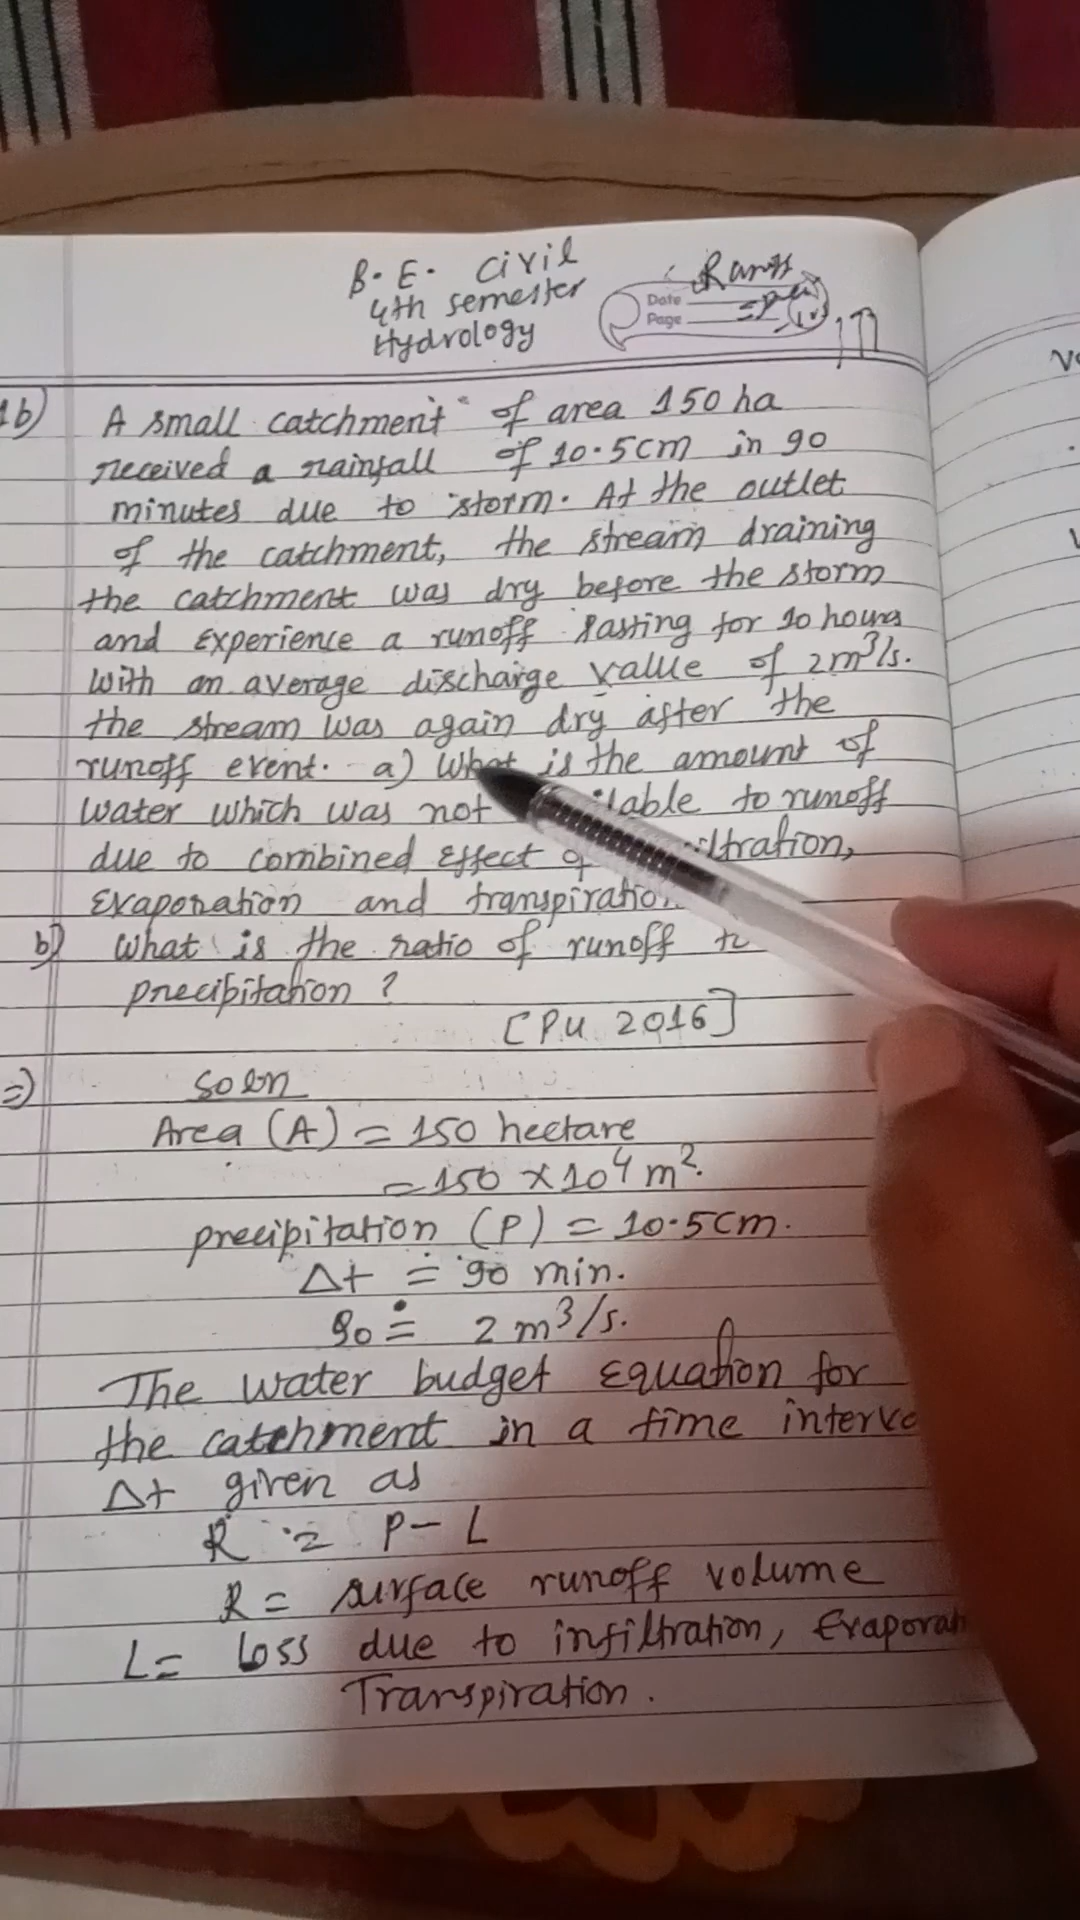 B.E. Civil
4th semester
Hydrology
Date
Page
1b) A small catchment of area 150 ha
received a rainfall of 10.5cm in 90
minutes due to storm. At the outlet
of the catchment, the stream draining
the catchment was dry before the storm
and experience a runoff lasting for 10 hours
with an average discharge value of 2m³/s.
the stream was again dry after the
runoff event. a) What is the amount of
water which was not to runoff
due to combined effect of
evaporation and
b) What is the ratio of runoff to
precipitation ?
[PU 2016]
=) Soln
Area (A) = 150 hectare
= 150 × 10⁴ m².
precipitation (P) = 10.5cm.
Δt = 90 min.
= 2 m³/s.
The water budget equation for
the catchment in a time
Δt given as
R = P - L
R = surface runoff volume
L = loss due to infiltration,
Transpiration.